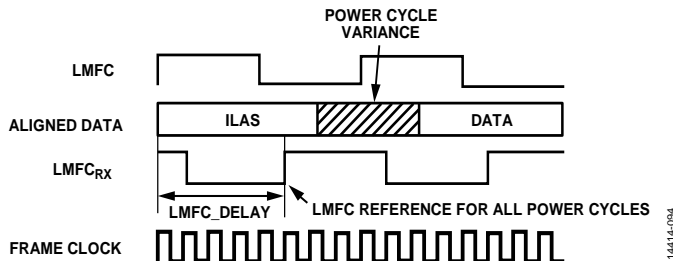 POWER CYCLE
VARIANCE
LMFC
ALIGNED DATA
ILAS
DATA
LMFCRX
LMFC_DELAY
LMFC REFERENCE FOR ALL POWER CYCLES
FRAME CLOCK
14414-094